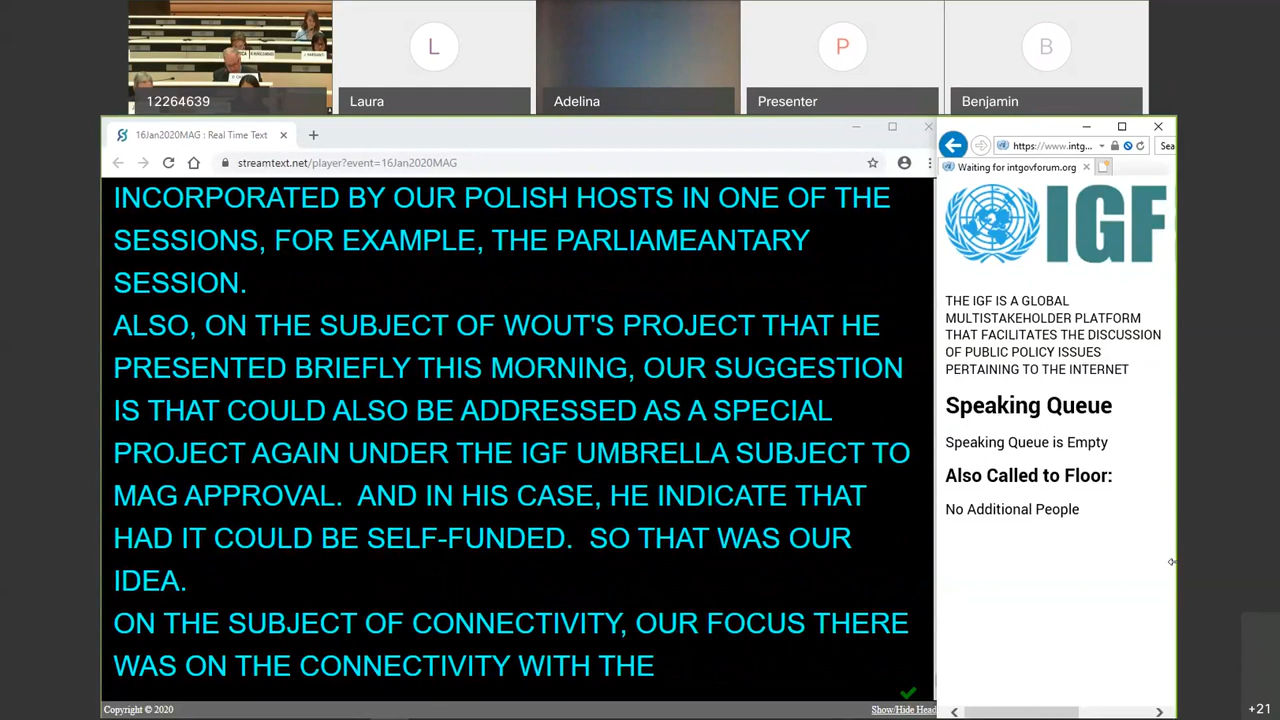 L
P
B
12264639
Laura
Adelina
Presenter
Benjamin
16Jan2020MAG : Real Time Text
streamtext.net/player?event=16Jan2020MAG
INCORPORATED BY OUR POLISH HOSTS IN ONE OF THE
SESSIONS, FOR EXAMPLE, THE PARLIAMEANTARY
SESSION.
ALSO, ON THE SUBJECT OF WOUT'S PROJECT THAT HE
PRESENTED BRIEFLY THIS MORNING, OUR SUGGESTION
IS THAT COULD ALSO BE ADDRESSED AS A SPECIAL
PROJECT AGAIN UNDER THE IGF UMBRELLA SUBJECT TO
MAG APPROVAL.  AND IN HIS CASE, HE INDICATE THAT
HAD IT COULD BE SELF-FUNDED.  SO THAT WAS OUR
IDEA.
ON THE SUBJECT OF CONNECTIVITY, OUR FOCUS THERE
WAS ON THE CONNECTIVITY WITH THE
Copyright © 2020
Show/Hide Head
https://www.intg...
Sea
Waiting for intgovforum.org
IGF
THE IGF IS A GLOBAL
MULTISTAKEHOLDER PLATFORM
THAT FACILITATES THE DISCUSSION
OF PUBLIC POLICY ISSUES
PERTAINING TO THE INTERNET
Speaking Queue
Speaking Queue is Empty
Also Called to Floor:
No Additional People
+21